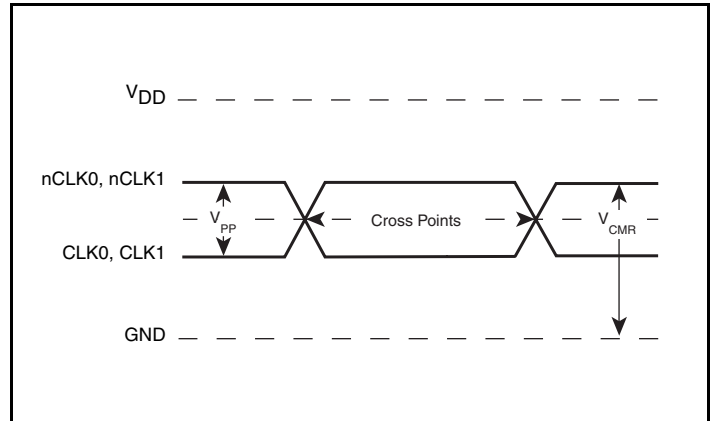 VDD
nCLK0, nCLK1
VPP
Cross Points
VCMR
CLK0, CLK1
GND